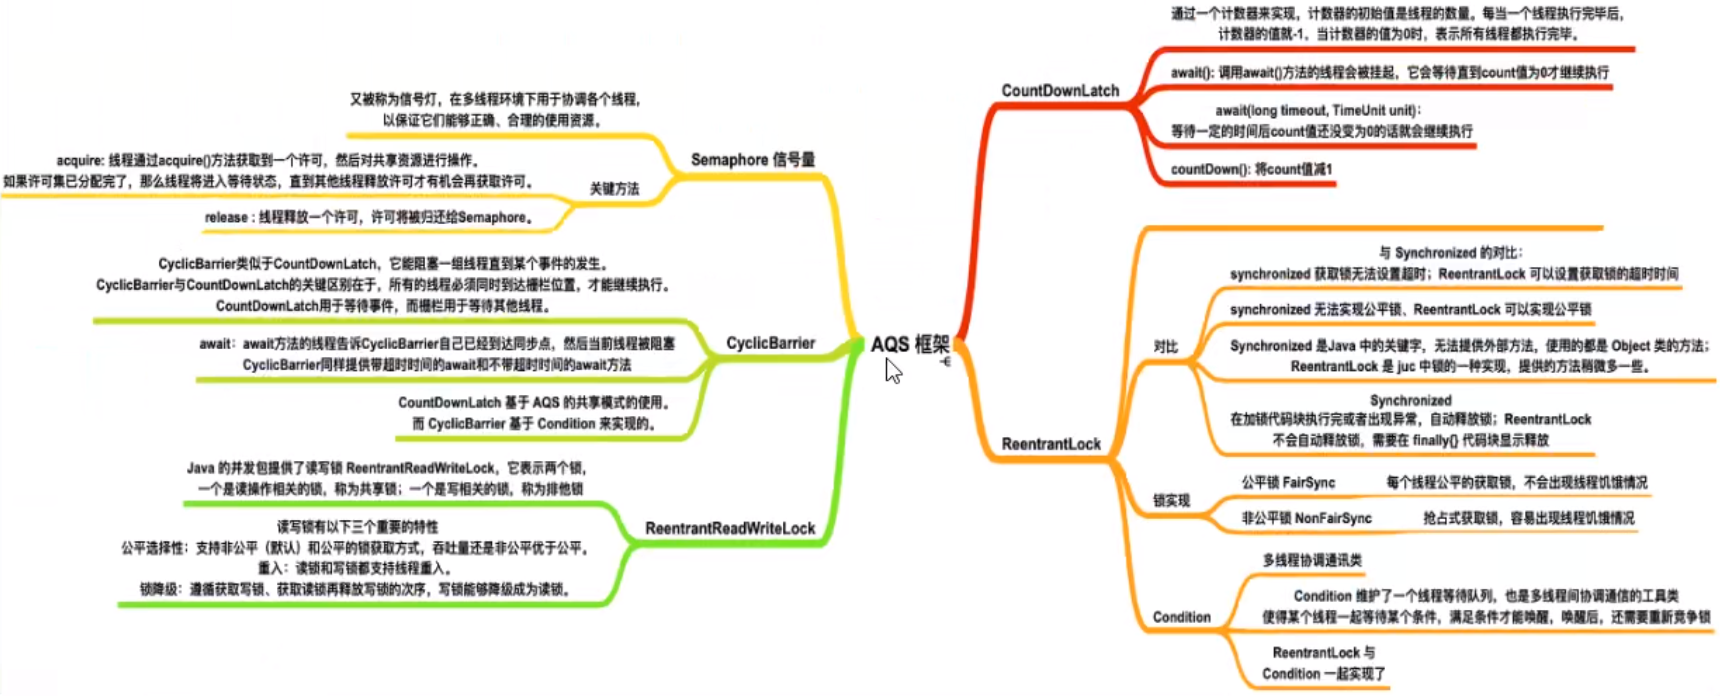 AQS 框架
CountDownLatch
通过一个计数器来实现，计数器的初始值是线程的数量。每当一个线程执行完毕后，
计数器的值就-1，当计数器的值为0时，表示所有线程都执行完毕。
await(): 调用await()方法的线程会被挂起，它会等待直到count值为0才继续执行
await(long timeout, TimeUnit unit)：
等待一定的时间后count值还没变为0的话就会继续执行
countDown(): 将count值减1
ReentrantLock
对比
与 Synchronized 的对比：
synchronized 获取锁无法设置超时；ReentrantLock 可以设置获取锁的超时时间
synchronized 无法实现公平锁、ReentrantLock 可以实现公平锁
Synchronized 是Java 中的关键字，无法提供外部方法，使用的都是 Object 类的方法；
ReentrantLock 是 juc 中锁的一种实现，提供的方法稍微多一些。
Synchronized
在加锁代码块执行完或者出现异常，自动释放锁；ReentrantLock
不会自动释放锁，需要在 finally{} 代码块显示释放
锁实现
公平锁 FairSync
每个线程公平的获取锁，不会出现线程饥饿情况
非公平锁 NonFairSync
抢占式获取锁，容易出现线程饥饿情况
Condition
多线程协调通讯类
Condition 维护了一个线程等待队列，也是多线程间协调通信的工具类
使得某个线程一起等待某个条件，满足条件才能唤醒，唤醒后，还需要重新竞争锁
ReentrantLock 与
Condition 一起实现了
Semaphore 信号量
又被称为信号灯，在多线程环境下用于协调各个线程，
以保证它们能够正确、合理的使用资源。
关键方法
acquire: 线程通过acquire()方法获取到一个许可，然后对共享资源进行操作。
如果许可集已分配完了，那么线程将进入等待状态，直到其他线程释放许可才有机会再获取许可。
release : 线程释放一个许可，许可将被归还给Semaphore。
CyclicBarrier
CyclicBarrier类似于CountDownLatch，它能阻塞一组线程直到某个事件的发生。
CyclicBarrier与CountDownLatch的关键区别在于，所有的线程必须同时到达栅栏位置，才能继续执行。
CountDownLatch用于等待事件，而栅栏用于等待其他线程。
await：await方法的线程告诉CyclicBarrier自己已经到达同步点，然后当前线程被阻塞
CyclicBarrier同样提供带超时时间的await和不带超时时间的await方法
CountDownLatch 基于 AQS 的共享模式的使用。
而 CyclicBarrier 基于 Condition 来实现的。
ReentrantReadWriteLock
Java 的并发包提供了读写锁 ReentrantReadWriteLock，它表示两个锁，
一个是读操作相关的锁，称为共享锁；一个是写相关的锁，称为排他锁
读写锁有以下三个重要的特性
公平选择性：支持非公平（默认）和公平的锁获取方式，吞吐量还是非公平优于公平。
重入：读锁和写锁都支持线程重入。
锁降级：遵循获取写锁、获取读锁再释放写锁的次序，写锁能够降级成为读锁。